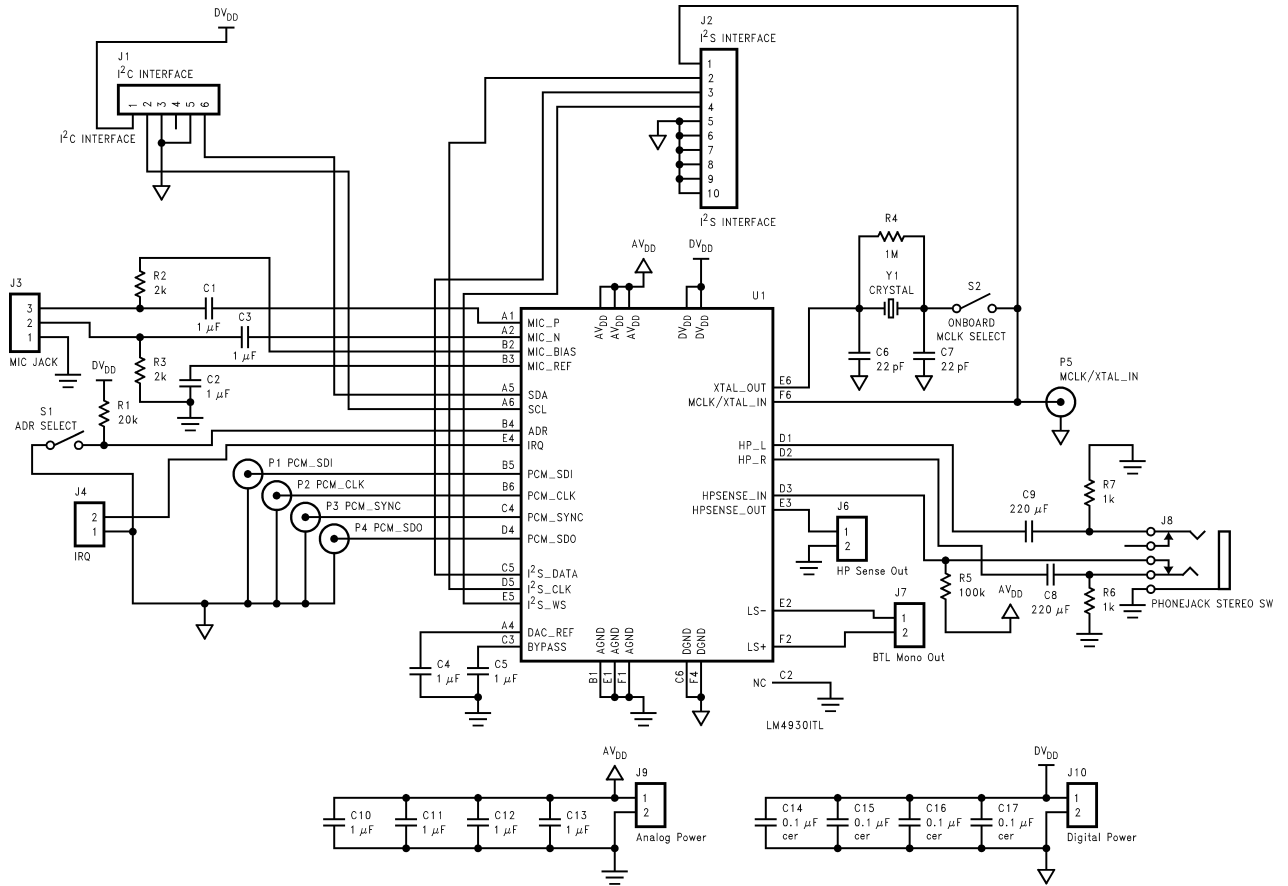 DVDD
J1
I²C INTERFACE
1 2 3 4 5 6
I²C INTERFACE
J2
I²S INTERFACE
1
2
3
4
5
6
7
8
9
10
I²S INTERFACE
J3
3
2
1
MIC JACK
R2
2k
C1
1 μF
C3
1 μF
R3
2k
C2
1 μF
DVDD
R1
20k
S1
ADR SELECT
J4
2
1
IRQ
P1 PCM_SDI
P2 PCM_CLK
P3 PCM_SYNC
P4 PCM_SDO
AVDD
DVDD
U1
AVDD
AVDD
AVDD
DVDD
DVDD
A1 MIC_P
A2 MIC_N
B2 MIC_BIAS
B3 MIC_REF
A5 SDA
A6 SCL
B4 ADR
E4 IRQ
B5 PCM_SDI
B6 PCM_CLK
C4 PCM_SYNC
D4 PCM_SDO
C5 I²S_DATA
D5 I²S_CLK
E5 I²S_WS
A4 DAC_REF
C3 BYPASS
C4
1 μF
C5
1 μF
AGND
AGND
AGND
DGND
DGND
B1
E1
F1
C6
F4
XTAL_OUT E6
MCLK/XTAL_IN F6
HP_L D1
HP_R D2
HPSENSE_IN D3
HPSENSE_OUT E3
LS- E2
LS+ F2
NC C2
LM4930ITL
R4
1M
Y1
CRYSTAL
S2
ONBOARD
MCLK SELECT
C6
22 pF
C7
22 pF
P5
MCLK/XTAL_IN
J6
1
2
HP Sense Out
J7
1
2
BTL Mono Out
R5
100k
AVDD
C9
220 μF
C8
220 μF
R7
1k
R6
1k
J8
PHONEJACK STEREO SW
AVDD
J9
1
2
Analog Power
C10
1 μF
C11
1 μF
C12
1 μF
C13
1 μF
DVDD
J10
1
2
Digital Power
C14
0.1 μF
cer
C15
0.1 μF
cer
C16
0.1 μF
cer
C17
0.1 μF
cer